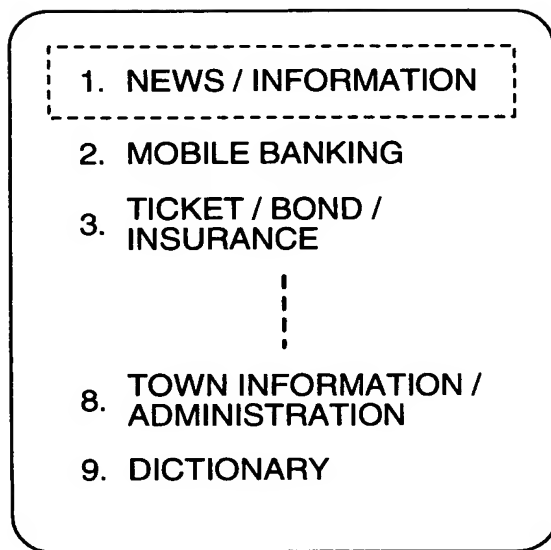 1. NEWS / INFORMATION
2. MOBILE BANKING
3. TICKET / BOND /
INSURANCE
8. TOWN INFORMATION /
ADMINISTRATION
9. DICTIONARY